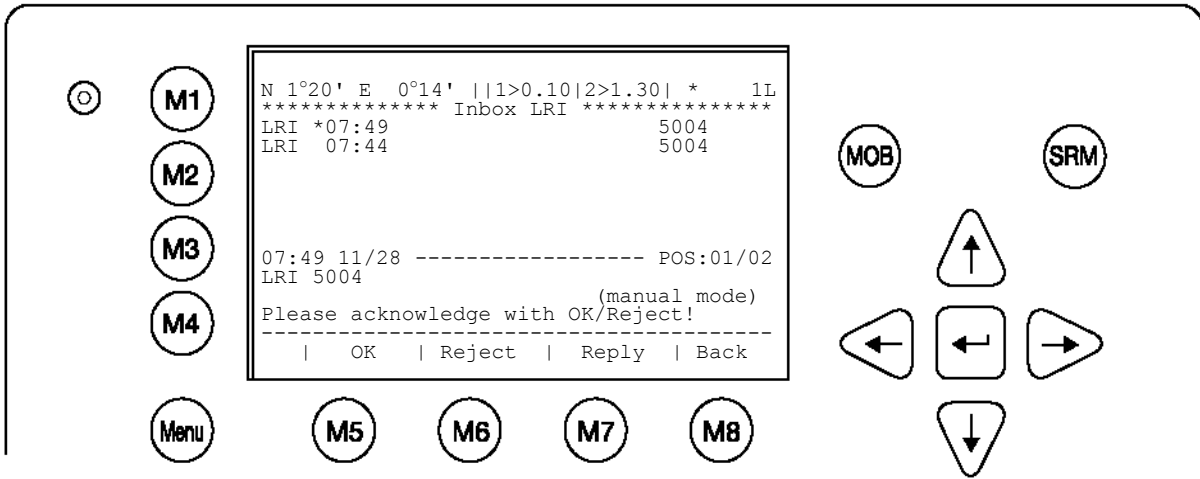 M1
M2
M3
M4
Menu
N 1°20' E 0°14' ||1>0.10|2>1.30| * 1L
************** Inbox LRI ***************
LRI *07:49 5004
LRI 07:44 5004
07:49 11/28 ------------------ POS:01/02
LRI 5004
(manual mode)
Please acknowledge with OK/Reject!
----------------------------------------
| OK | Reject | Reply | Back
M5 M6 M7 M8
MOB SRM